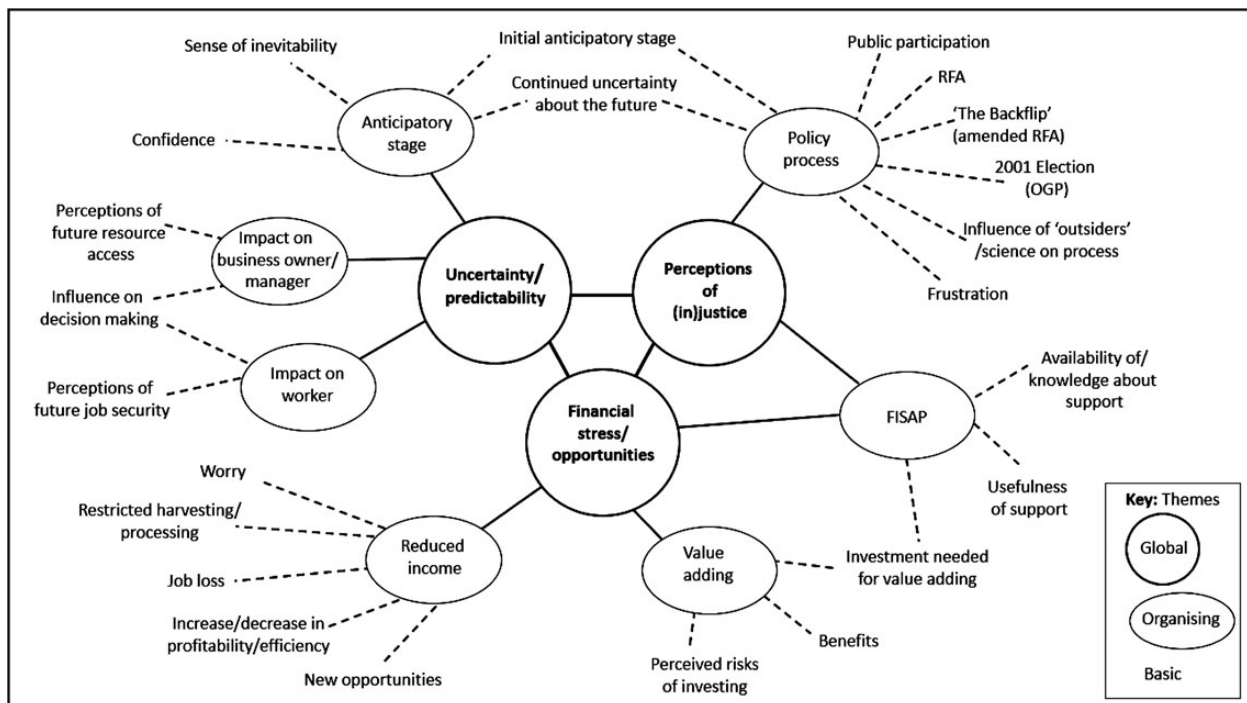 Sense of inevitability
Initial anticipatory stage
Public participation
RFA
Continued uncertainty
about the future
Confidence
Anticipatory
stage
Policy
process
‘The Backflip’
(amended RFA)
2001 Election
(OGP)
Influence of ‘outsiders’
/science on process
Frustration
Perceptions of
future resource
access
Impact on
business owner/
manager
Influence on
decision making
Perceptions of
future job security
Impact on
worker
Uncertainty/
predictability
Perceptions
of
(in)justice
Financial
stress/
opportunities
FISAP
Availability of/
knowledge about
support
Usefulness
of support
Worry
Restricted harvesting/
processing
Job loss
Increase/decrease in
profitability/efficiency
New opportunities
Reduced
income
Value
adding
Investment needed
for value adding
Benefits
Perceived risks
of investing
Key: Themes
Global
Organising
Basic